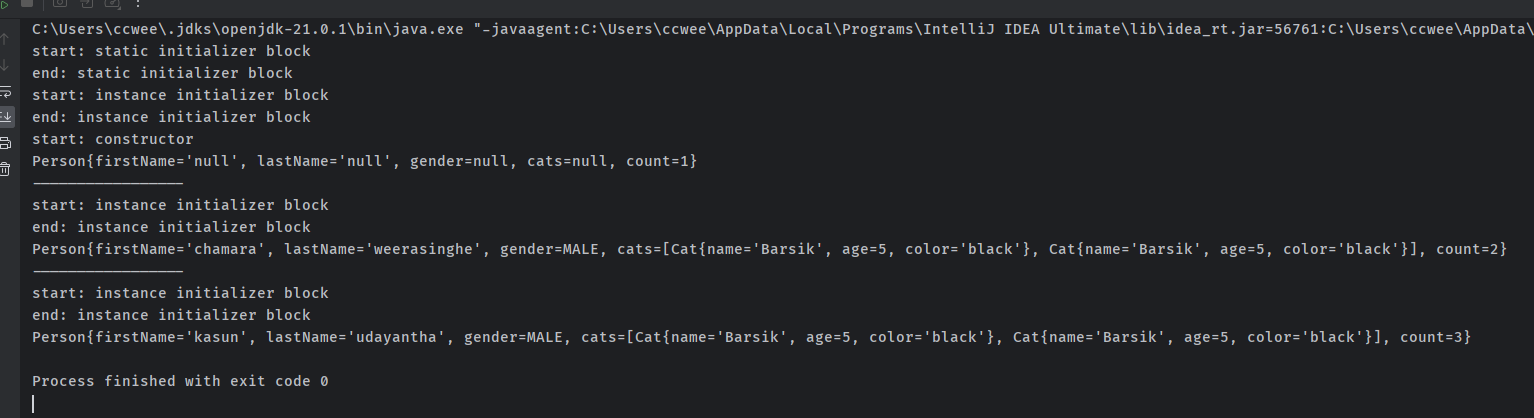 C:\Users\ccwee\.jdks\openjdk-21.0.1\bin\java.exe "-javaagent:C:\Users\ccwee\AppData\Local\Programs\IntelliJ IDEA Ultimate\lib\idea_rt.jar=56761:C:\Users\ccwee\AppData\
start: static initializer block
end: static initializer block
start: instance initializer block
end: instance initializer block
start: constructor
Person{firstName='null', lastName='null', gender=null, cats=null, count=1}
-----------------
start: instance initializer block
end: instance initializer block
Person{firstName='chamara', lastName='weerasinghe', gender=MALE, cats=[Cat{name='Barsik', age=5, color='black'}, Cat{name='Barsik', age=5, color='black'}], count=2}
-----------------
start: instance initializer block
end: instance initializer block
Person{firstName='kasun', lastName='udayantha', gender=MALE, cats=[Cat{name='Barsik', age=5, color='black'}, Cat{name='Barsik', age=5, color='black'}], count=3}
Process finished with exit code 0